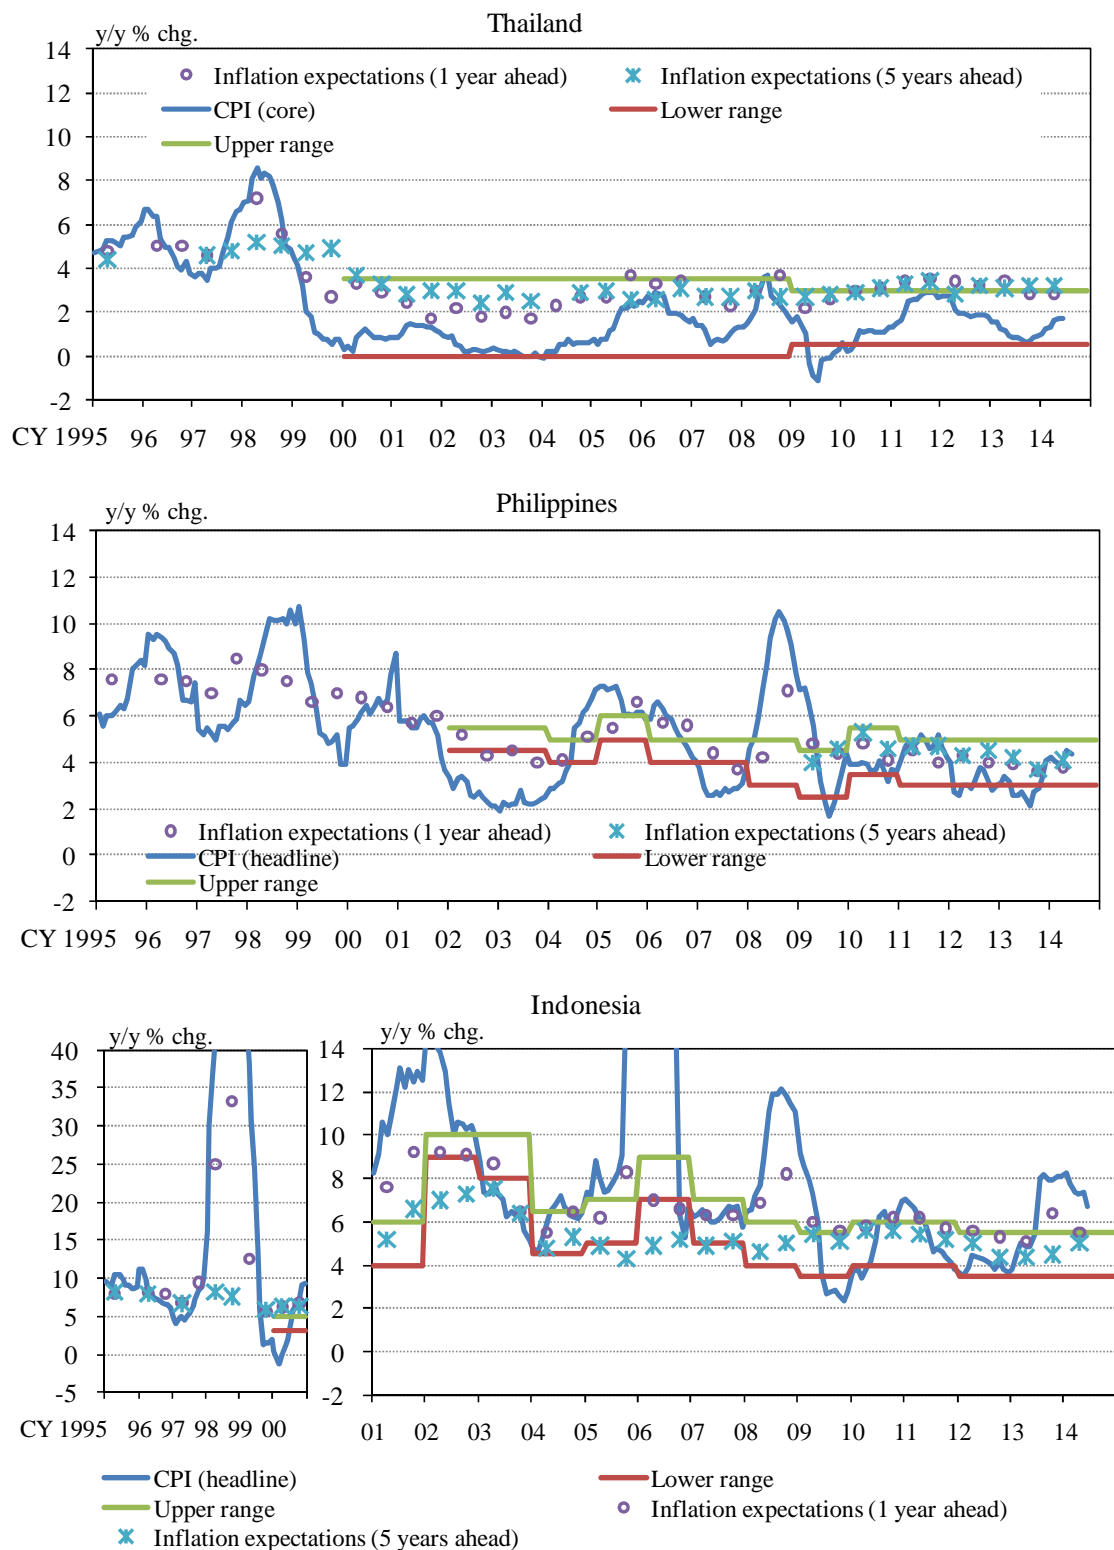 Thailand
y/y % chg.
14
Inflation expectations (1 year ahead)
Inflation expectations (5 years ahead)
12
CPI (core)
Lower range
10
Upper range
8
6
4
2
0
-2
CY 1995 96 97 98 99 00 01 02 03 04 05 06 07 08 09 10 11 12 13 14
Philippines
y/y % chg.
14
12
10
8
6
4
2
Inflation expectations (1 year ahead)
Inflation expectations (5 years ahead)
0
CPI (headline)
Lower range
Upper range
-2
CY 1995 96 97 98 99 00 01 02 03 04 05 06 07 08 09 10 11 12 13 14
Indonesia
y/y % chg.
40
35
30
25
20
15
10
5
0
-5
CY 1995 96 97 98 99 00
y/y % chg.
14
12
10
8
6
4
2
0
-2
01 02 03 04 05 06 07 08 09 10 11 12 13 14
CPI (headline)
Lower range
Upper range
Inflation expectations (1 year ahead)
Inflation expectations (5 years ahead)